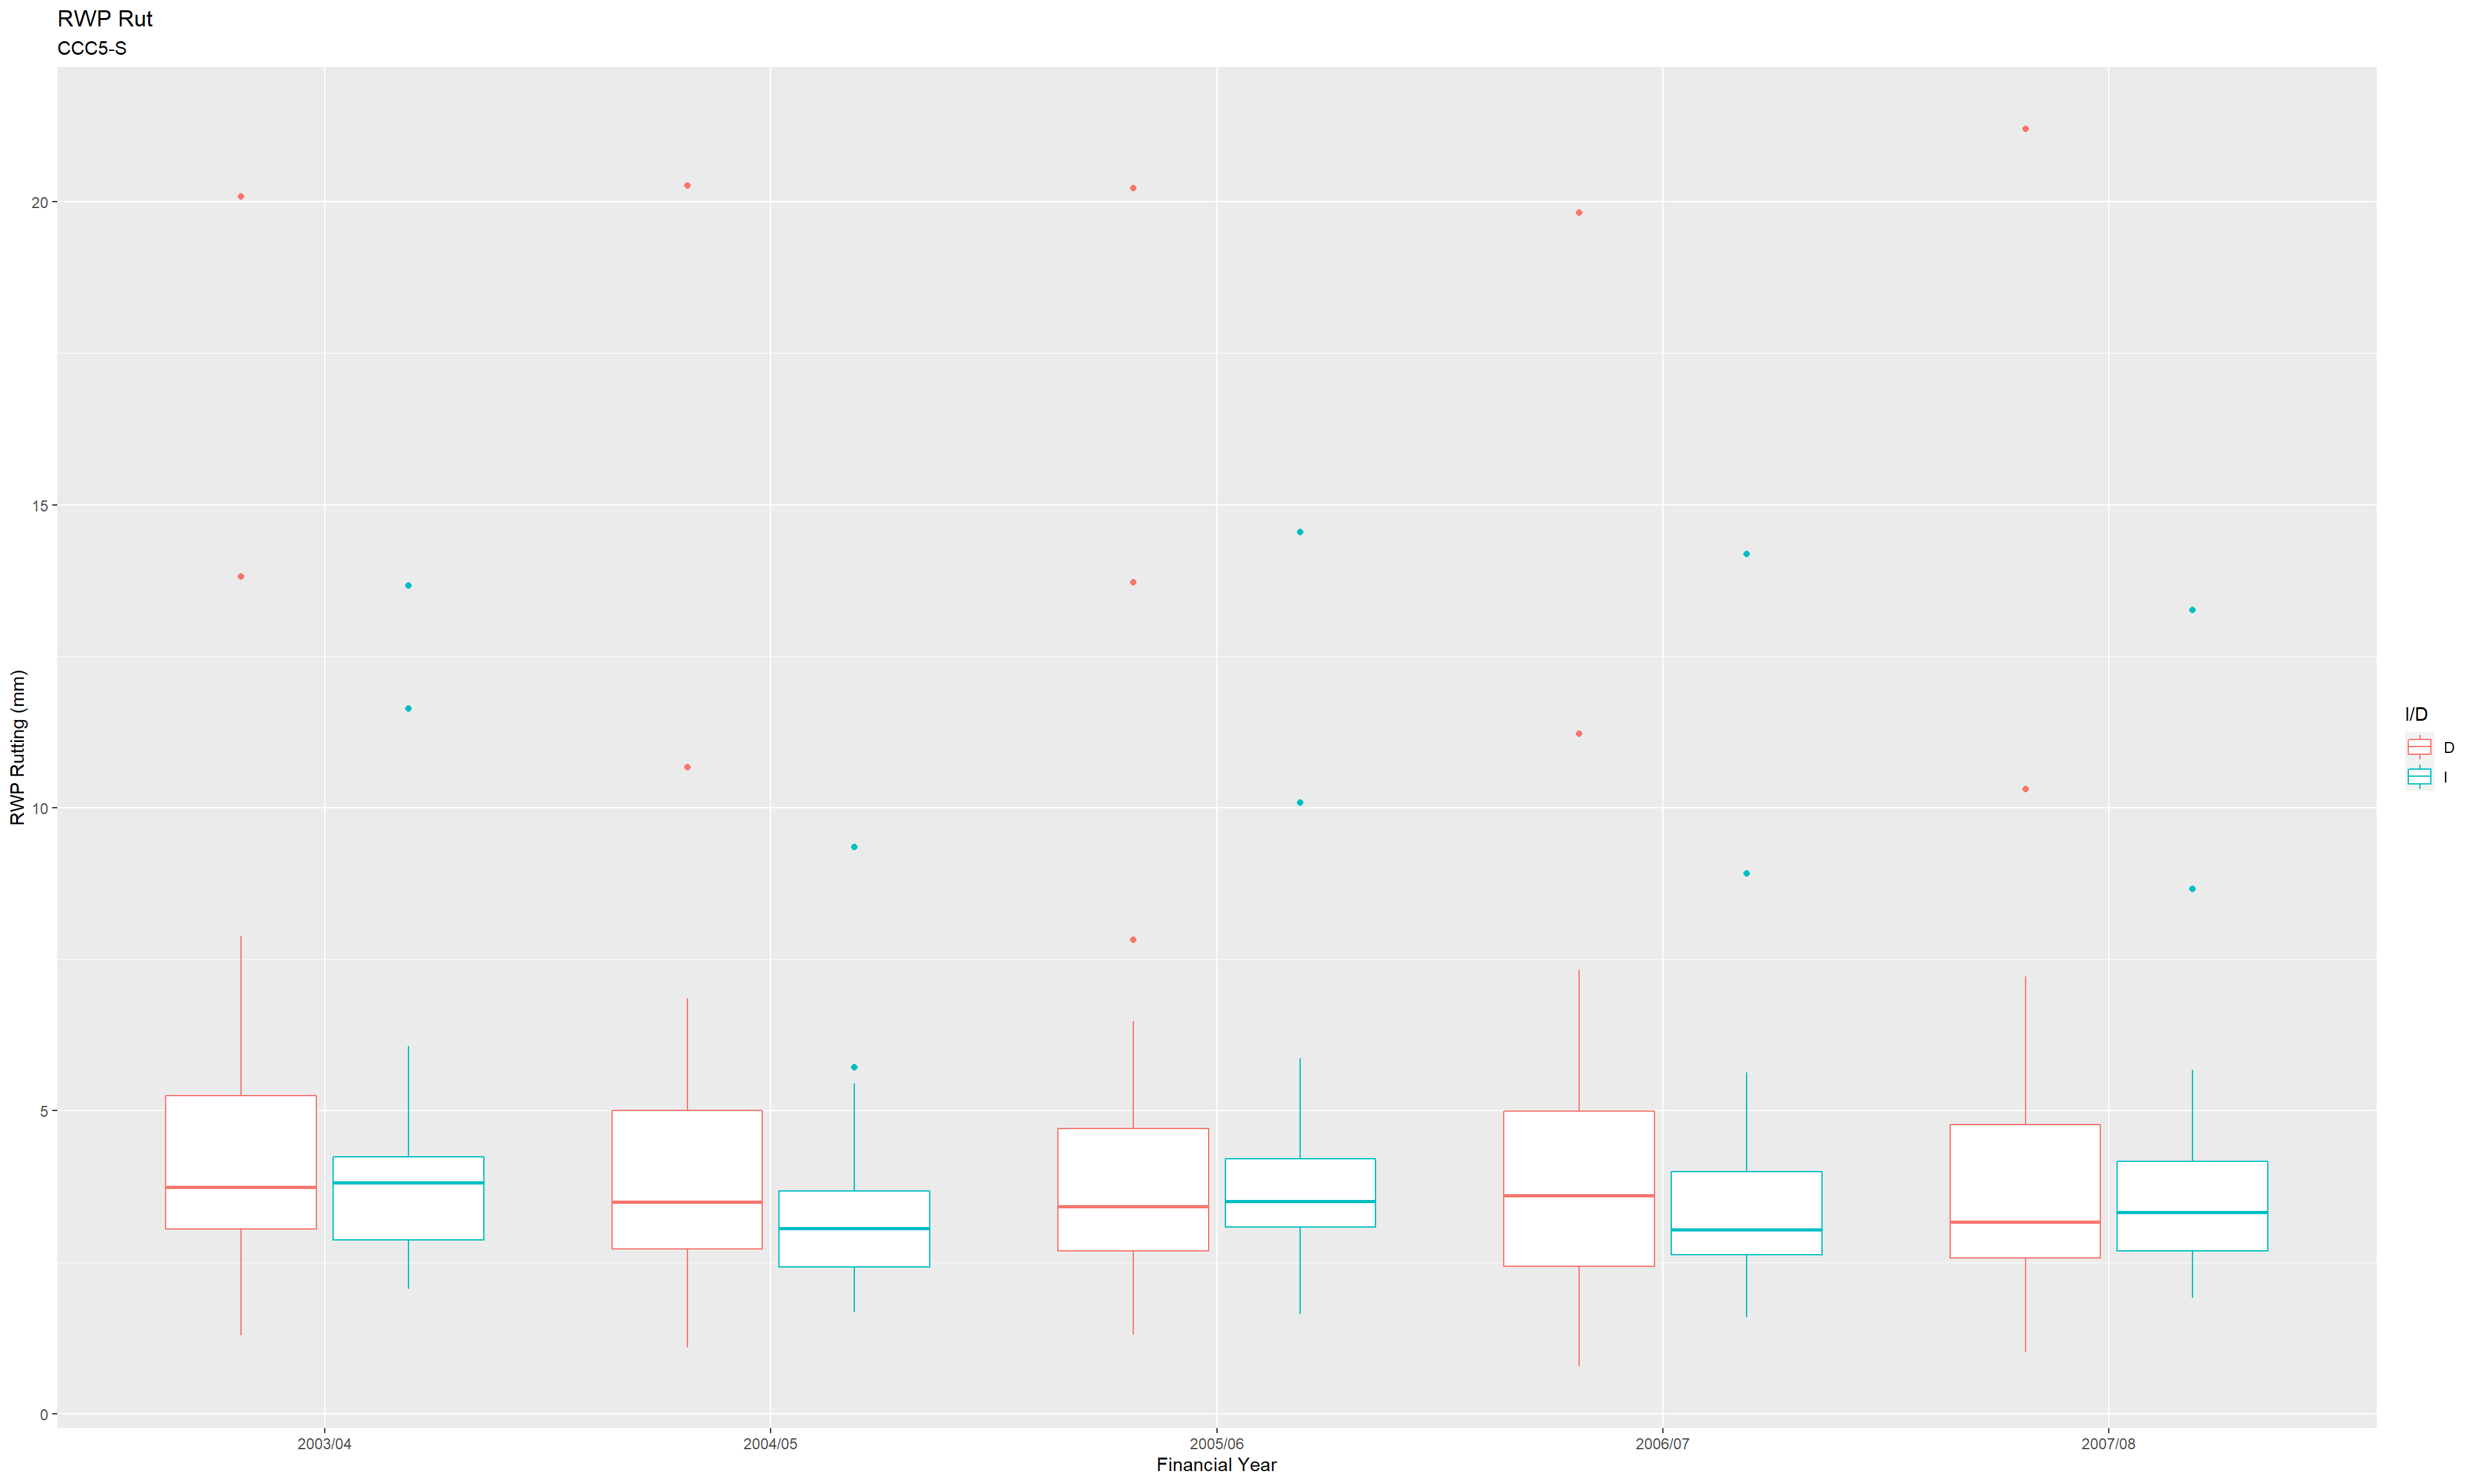 RWP Rut
CCC5-S
RWP Rutting (mm)
20
15
10
5
0
2003/04
2004/05
2005/06
2006/07
2007/08
Financial Year
I/D
D
I